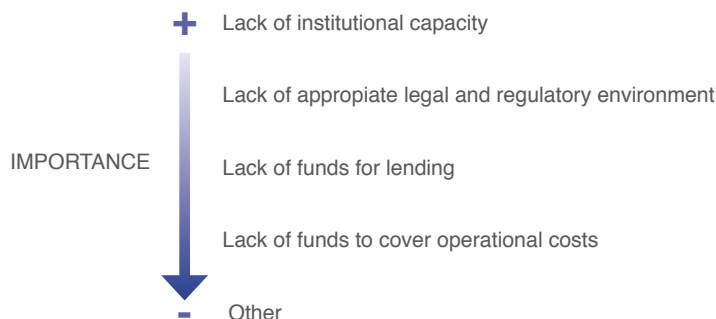 + Lack of institutional capacity
Lack of appropiate legal and regulatory environment
IMPORTANCE
Lack of funds for lending
Lack of funds to cover operational costs
- Other